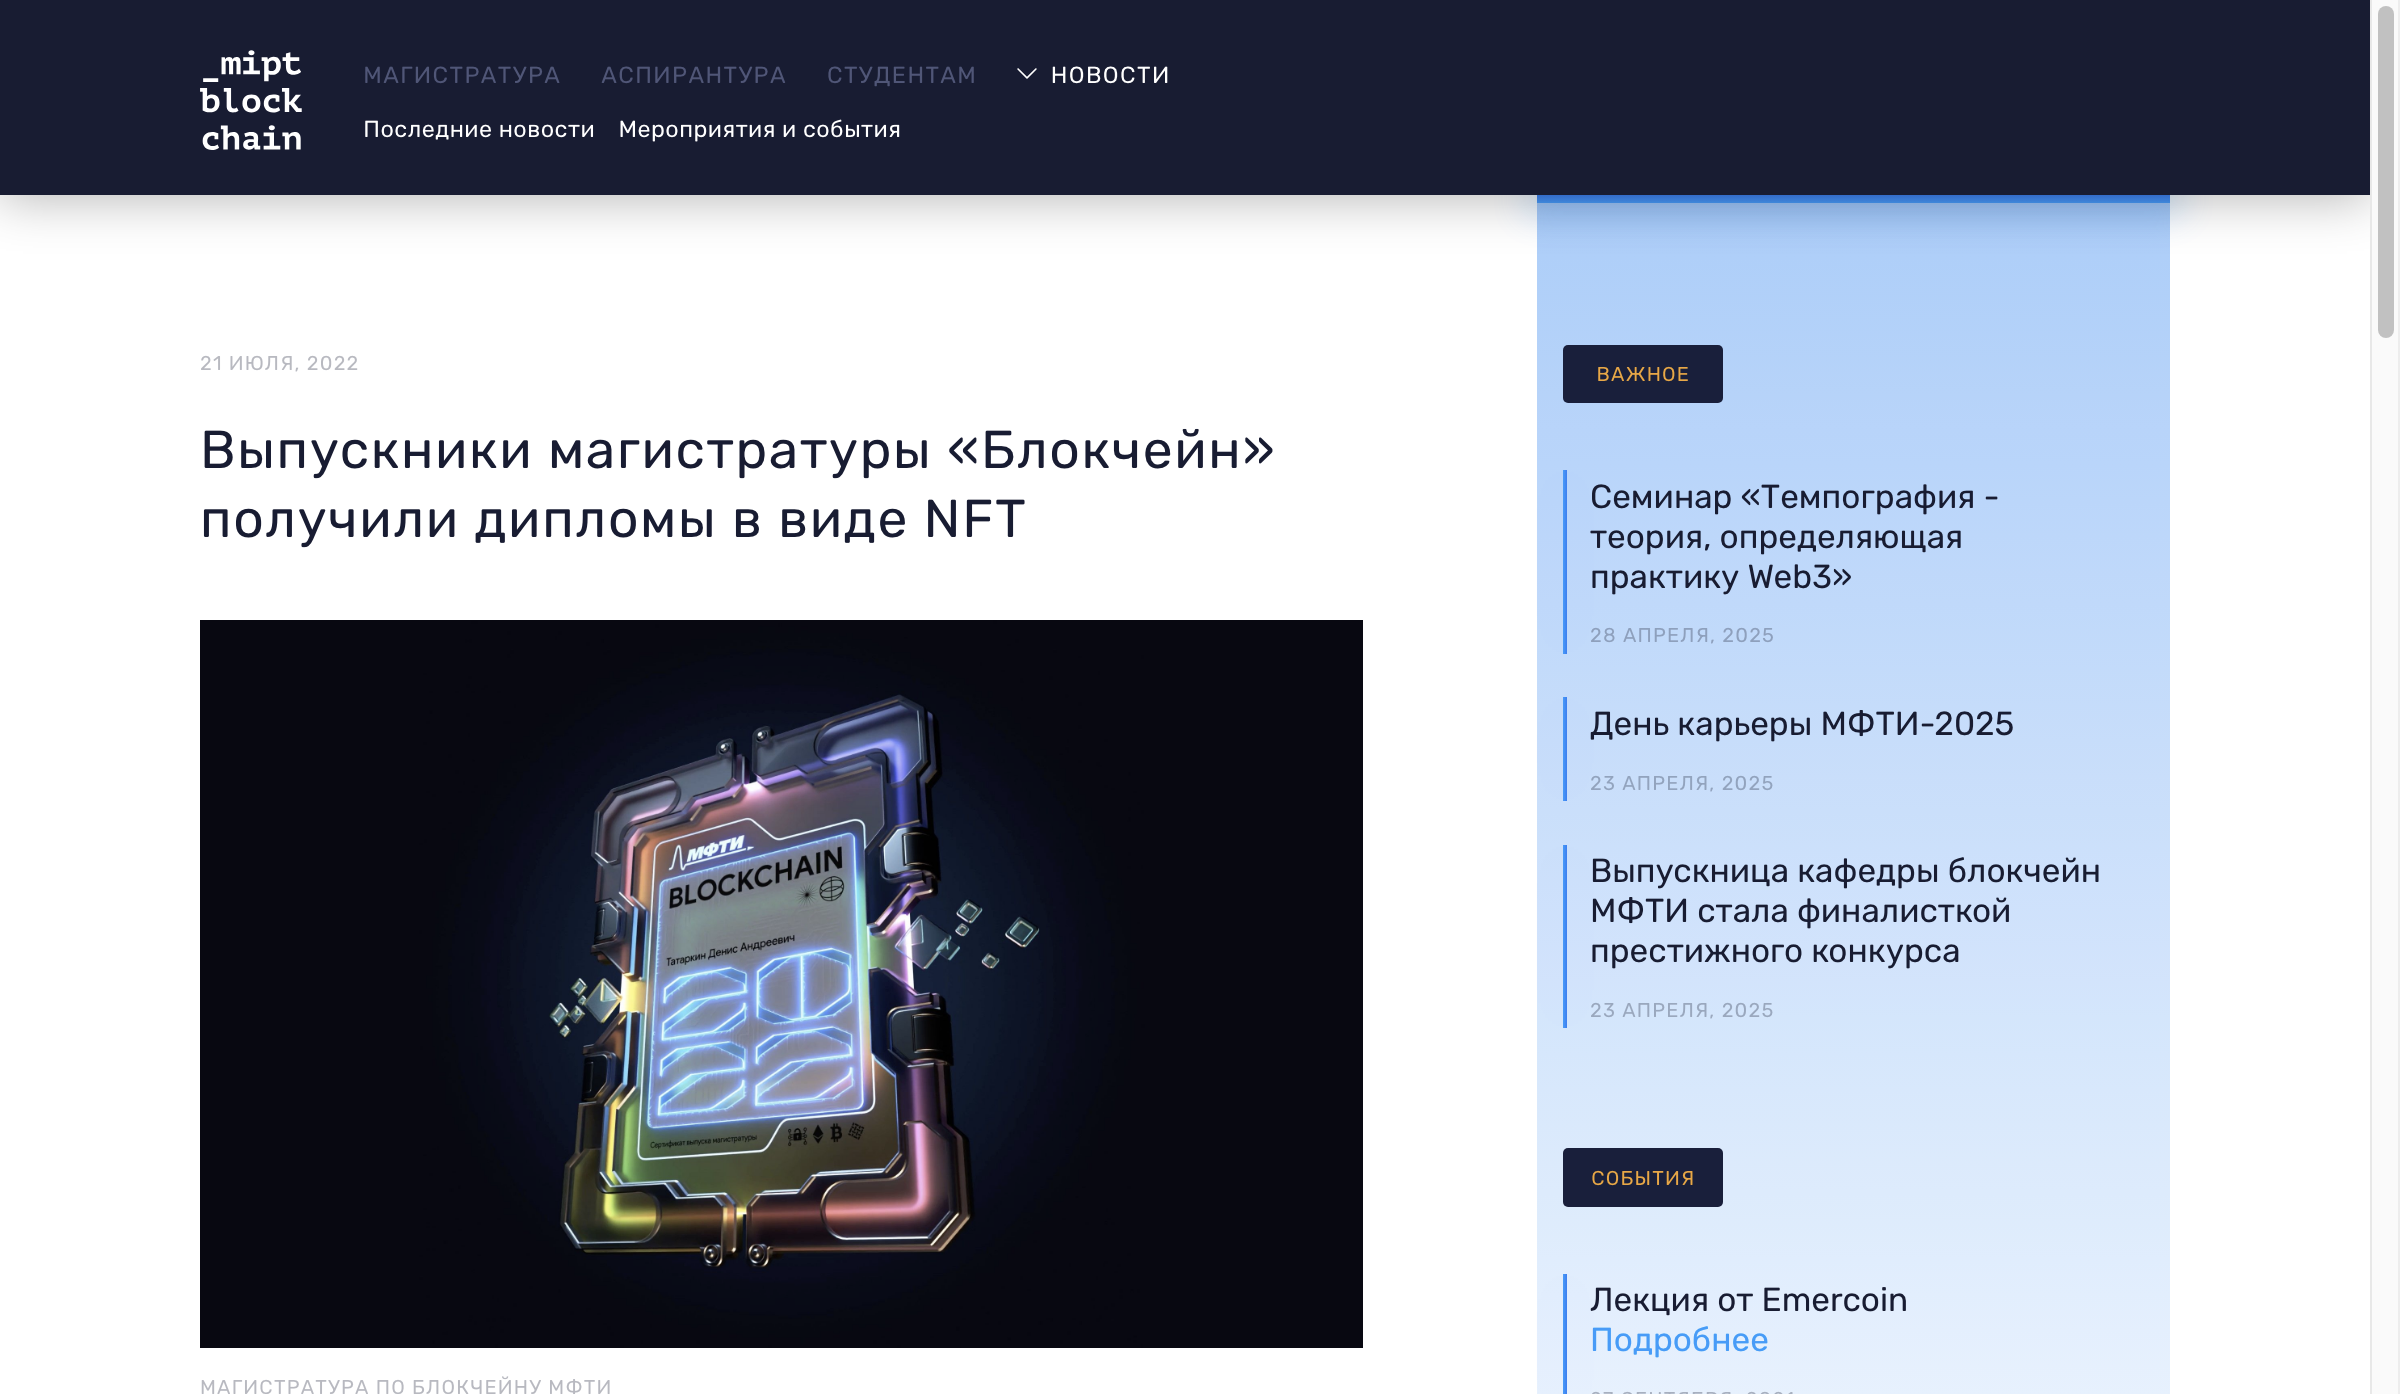 _mipt
block
chain
МАГИСТРАТУРА АСПИРАНТУРА СТУДЕНТАМ НОВОСТИ
Последние новости Мероприятия и события
21 ИЮЛЯ, 2022
Выпускники магистратуры «Блокчейн»
получили дипломы в виде NFT
МФТИ
BLOCKCHAIN
Татаркин Денис Андреевич
2022
Сертификат выпуска магистратуры
МАГИСТРАТУРА ПО БЛОКЧЕЙНУ МФТИ
ВАЖНОЕ
Семинар «Темпография -
теория, определяющая
практику Web3»
28 АПРЕЛЯ, 2025
День карьеры МФТИ-2025
23 АПРЕЛЯ, 2025
Выпускница кафедры блокчейн
МФТИ стала финалисткой
престижного конкурса
23 АПРЕЛЯ, 2025
СОБЫТИЯ
Лекция от Emercoin
Подробнее